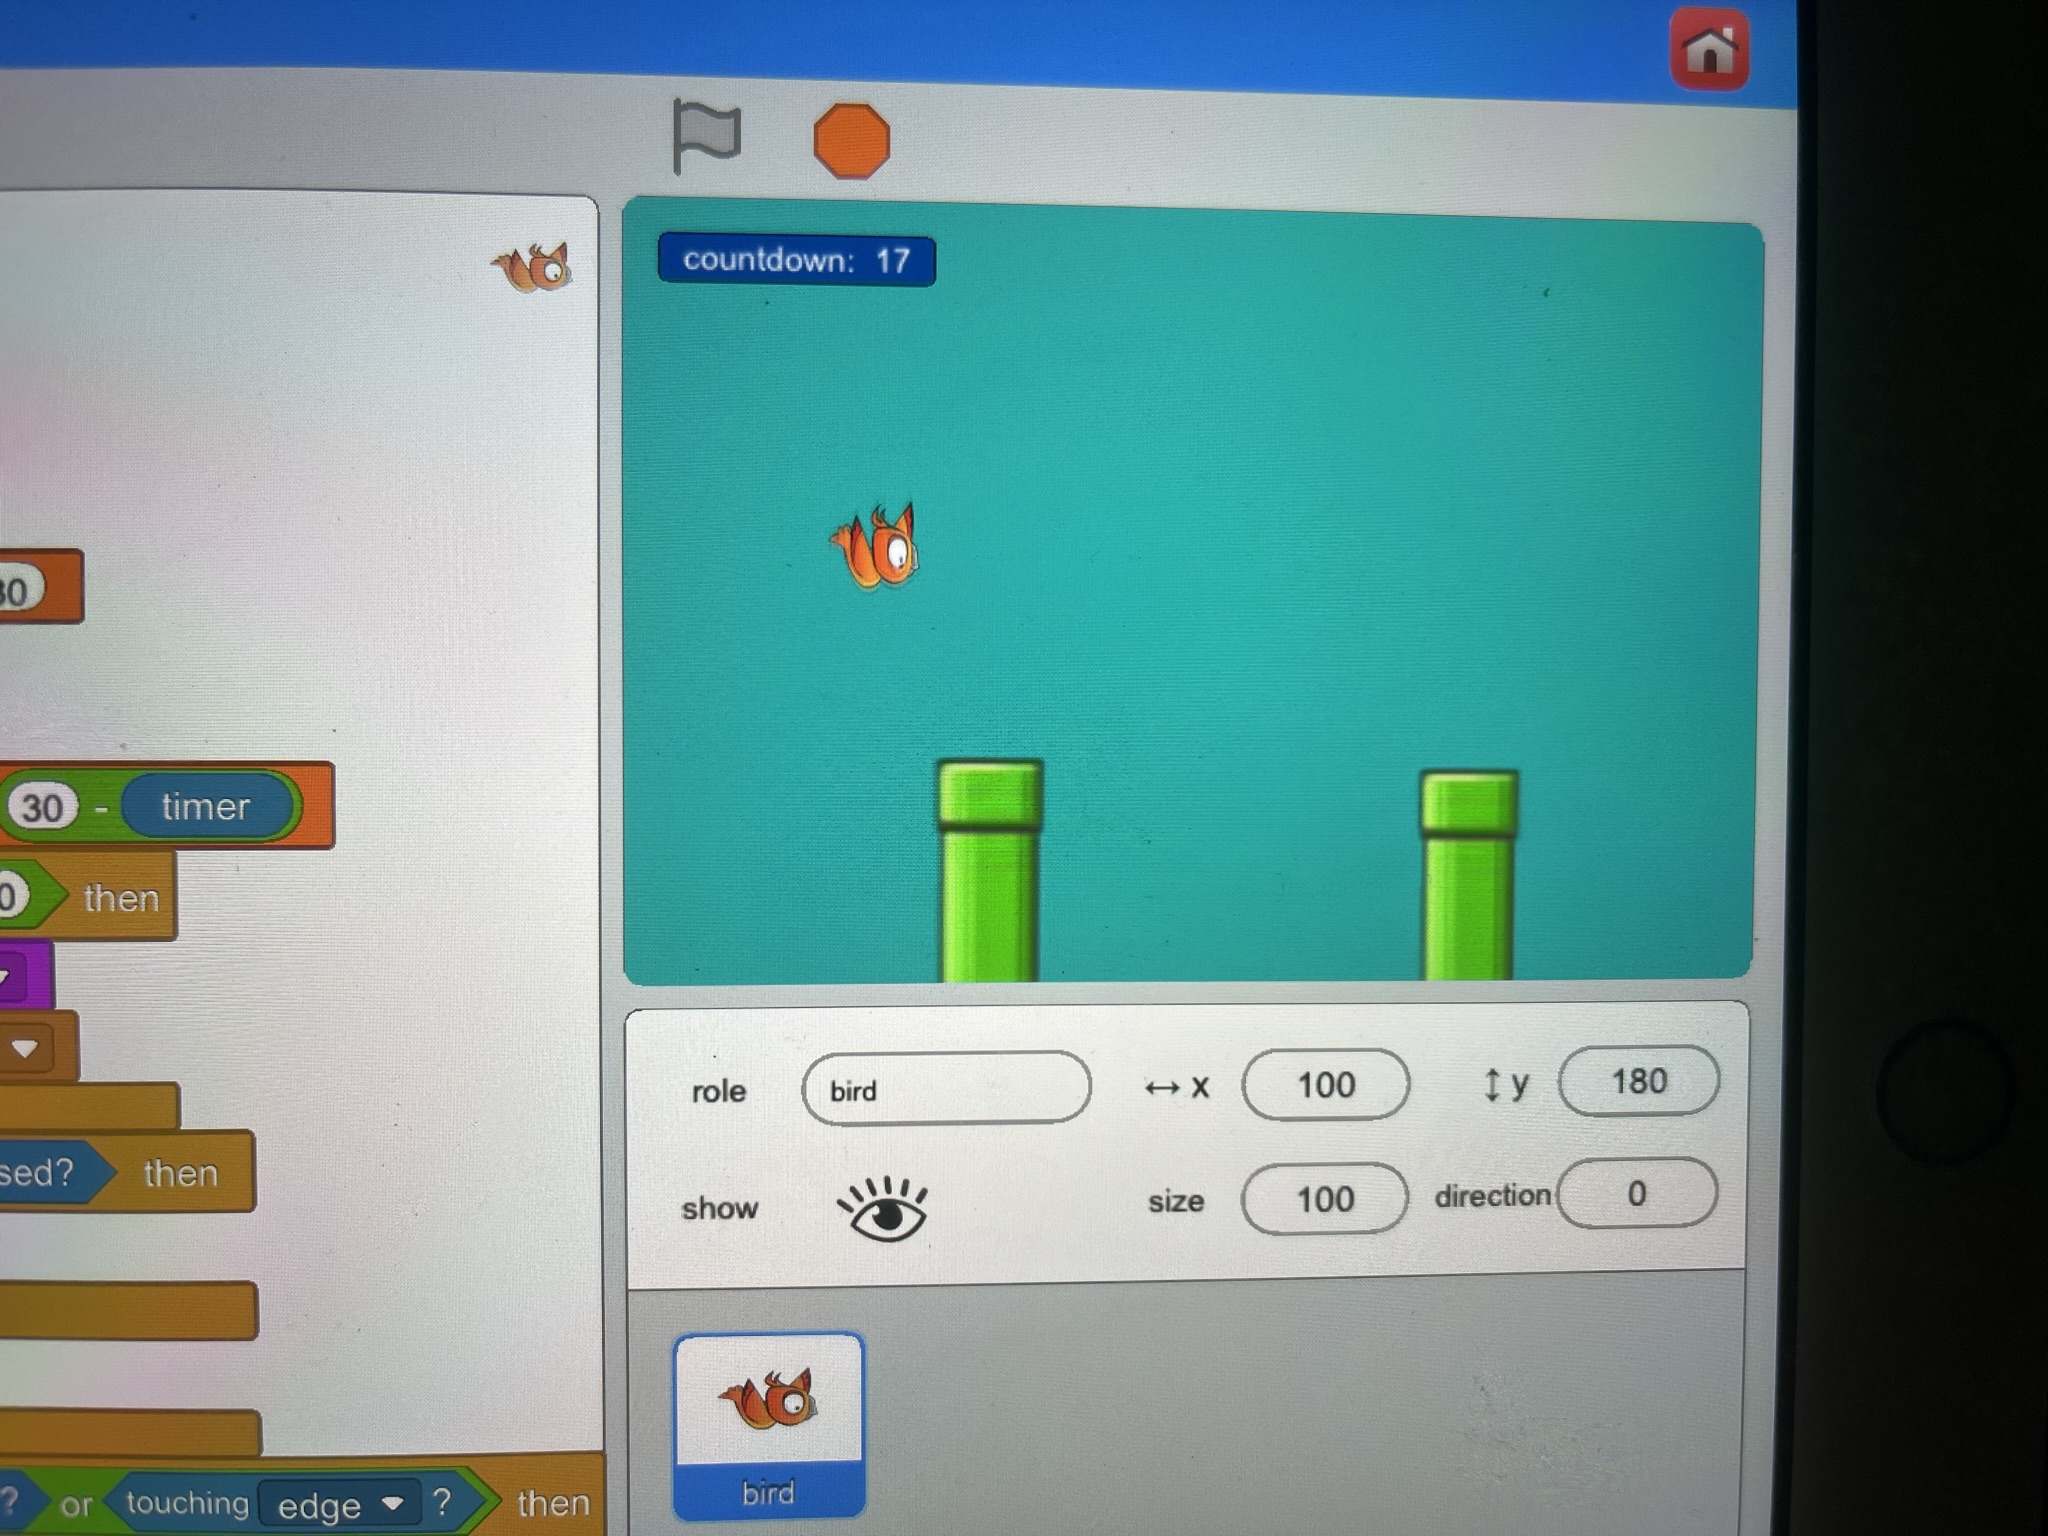 countdown: 17
30 - timer
then
sed? then
? or touching edge ? then
role bird x 100 y 180
show size 100 direction 0
bird